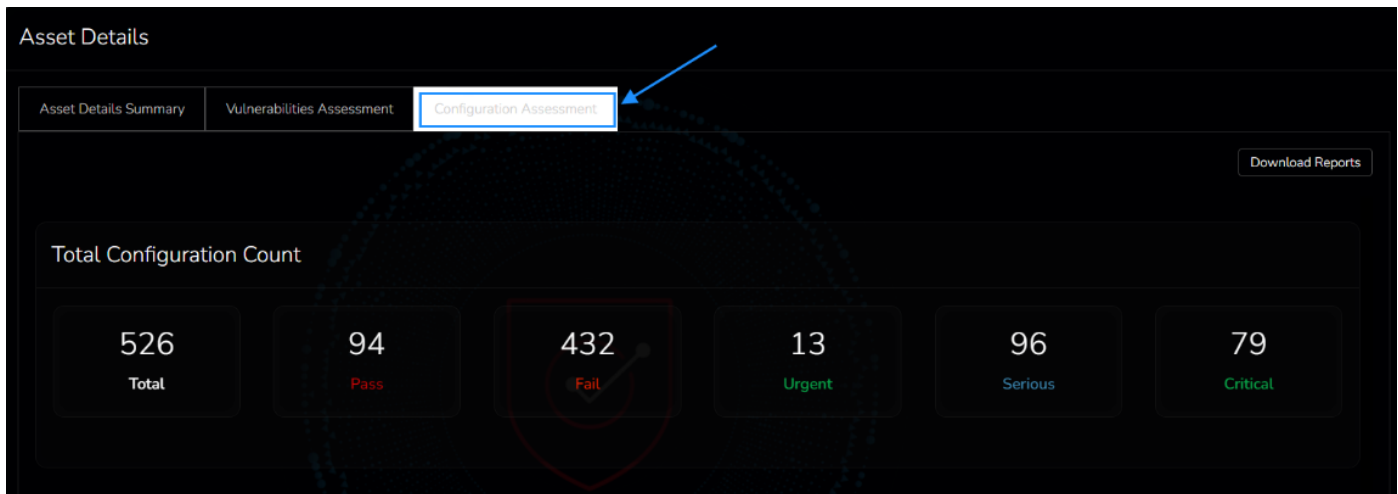 Asset Details
Asset Details Summary
Vulnerabilities Assessment
Configuration Assessment
Download Reports
Total Configuration Count
526
Total
94
Pass
432
Fail
13
Urgent
96
Serious
79
Critical